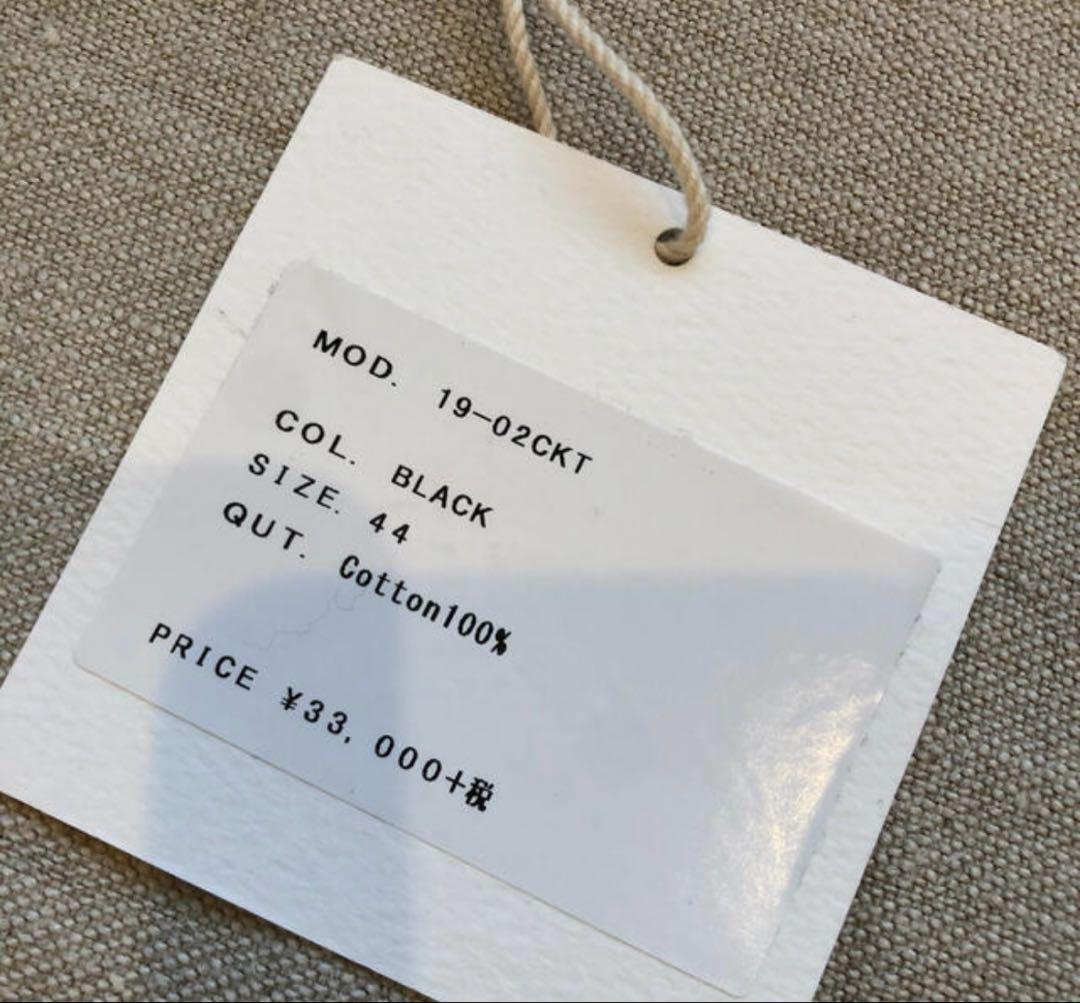 MOD. 19-02CKT
COL. BLACK
SIZE. 44
QUT. Cotton100%
PRICE ¥33,000+税